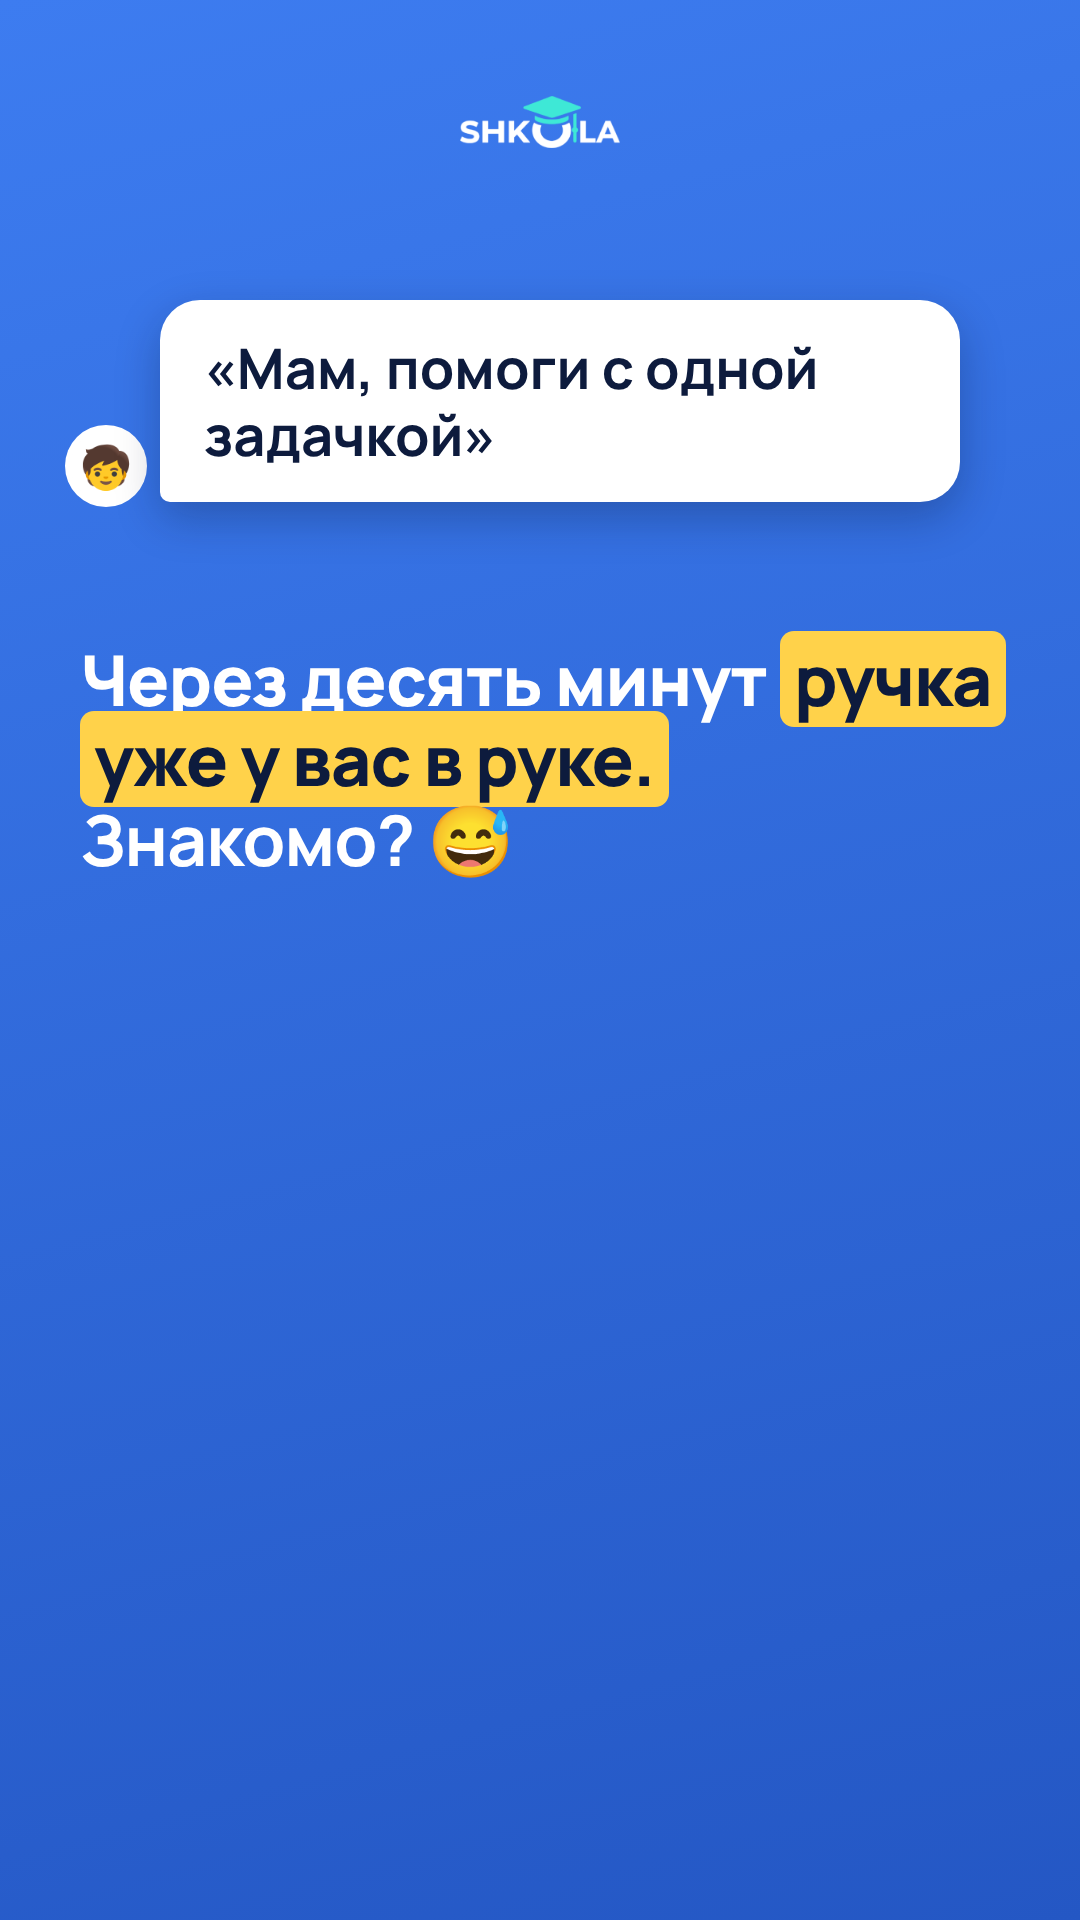 SHKOLA
«Мам, помоги с одной
задачкой»
Через десять минут ручка
уже у вас в руке.
Знакомо? 😅